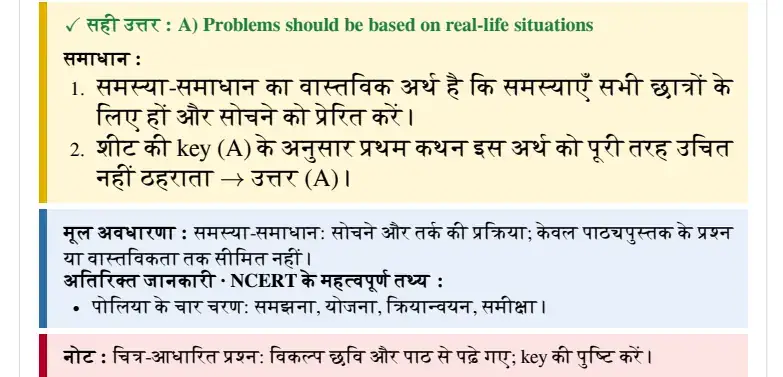 ✓ सही उत्तर : A) Problems should be based on real-life situations
समाधान :
1. समस्या-समाधान का वास्तविक अर्थ है कि समस्याएँ सभी छात्रों के
लिए हों और सोचने को प्रेरित करें।
2. शीट की key (A) के अनुसार प्रथम कथन इस अर्थ को पूरी तरह उचित
नहीं ठहराता → उत्तर (A)।
मूल अवधारणा : समस्या-समाधान: सोचने और तर्क की प्रक्रिया; केवल पाठ्यपुस्तक के प्रश्न
या वास्तविकता तक सीमित नहीं।
अतिरिक्त जानकारी · NCERT के महत्वपूर्ण तथ्य :
• पोलिया के चार चरण: समझना, योजना, क्रियान्वयन, समीक्षा।
नोट : चित्र-आधारित प्रश्न: विकल्प छवि और पाठ से पढ़े गए; key की पुष्टि करें।